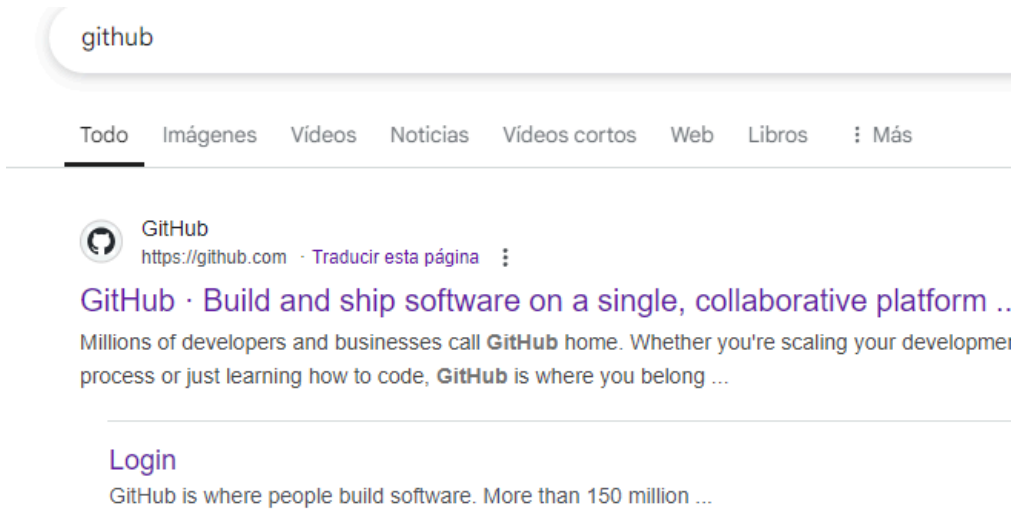 github
Todo Imágenes Vídeos Noticias Vídeos cortos Web Libros Más
GitHub
https://github.com · Traducir esta página
GitHub · Build and ship software on a single, collaborative platform ...
Millions of developers and businesses call GitHub home. Whether you're scaling your developmen
process or just learning how to code, GitHub is where you belong ...
Login
GitHub is where people build software. More than 150 million ...